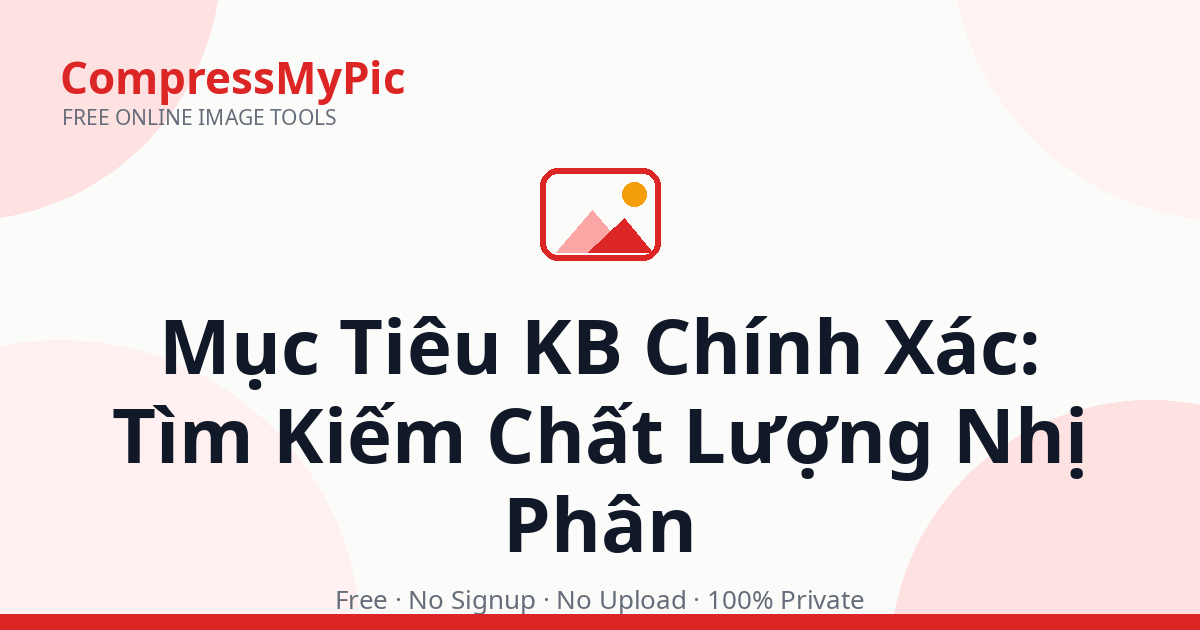 CompressMyPic
FREE ONLINE IMAGE TOOLS
Mục Tiêu KB Chính Xác:
Tìm Kiếm Chất Lượng Nhị
Phân
Free · No Signup · No Upload · 100% Private